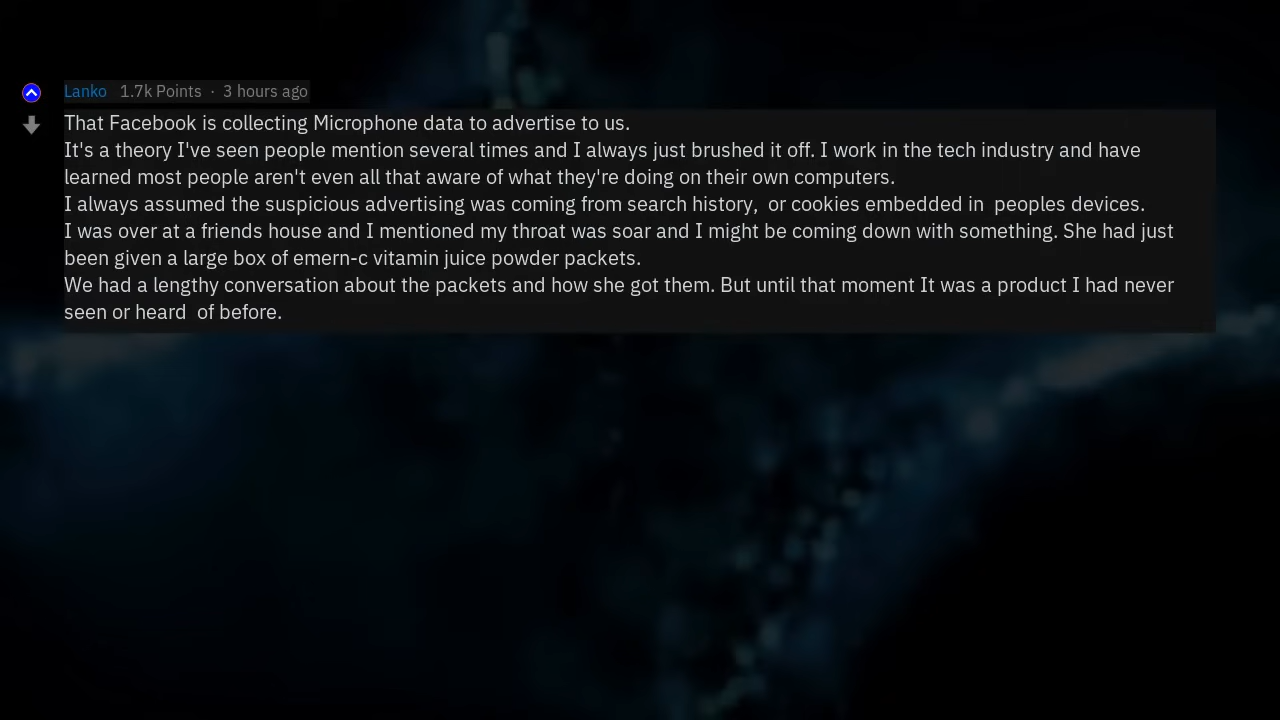 Lanko 1.7k Points · 3 hours ago
That Facebook is collecting Microphone data to advertise to us.
It's a theory I've seen people mention several times and I always just brushed it off. I work in the tech industry and have
learned most people aren't even all that aware of what they're doing on their own computers.
I always assumed the suspicious advertising was coming from search history,  or cookies embedded in  peoples devices.
I was over at a friends house and I mentioned my throat was soar and I might be coming down with something. She had just
been given a large box of emern-c vitamin juice powder packets.
We had a lengthy conversation about the packets and how she got them. But until that moment It was a product I had never
seen or heard  of before.